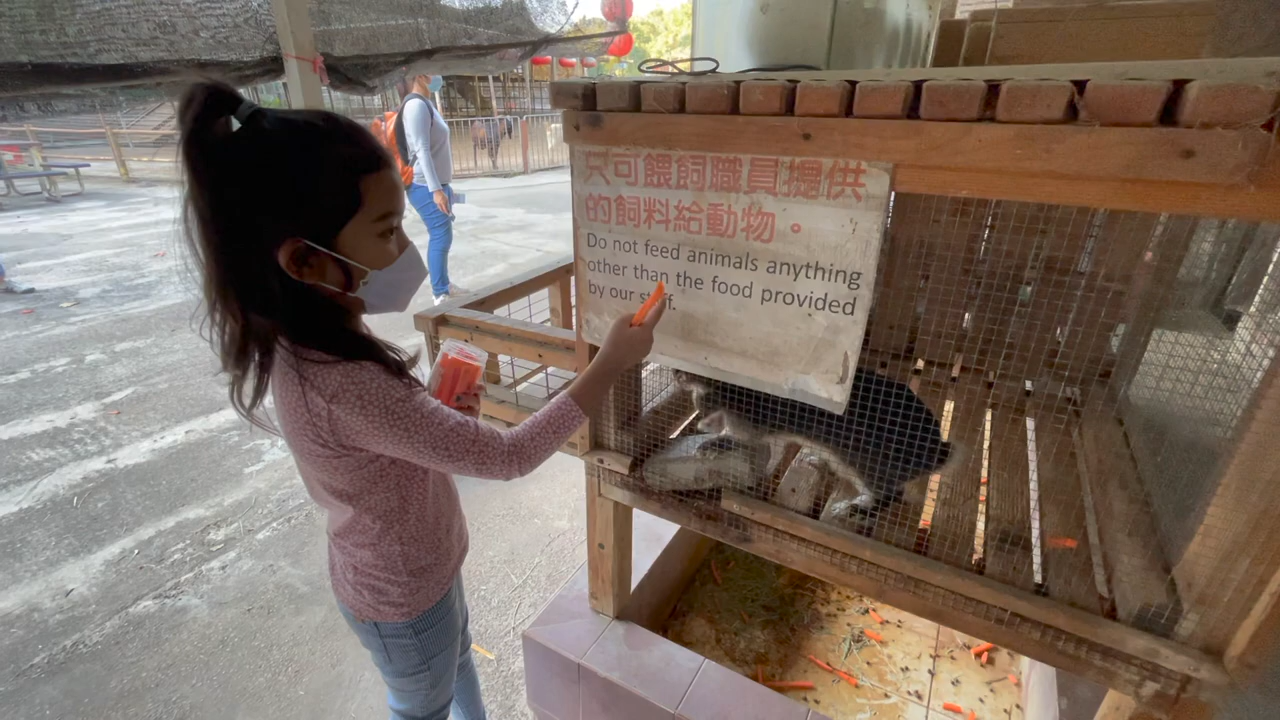 只可餵飼職員提供
的飼料給動物。
Do not feed animals anything
other than the food provided
by our staff.